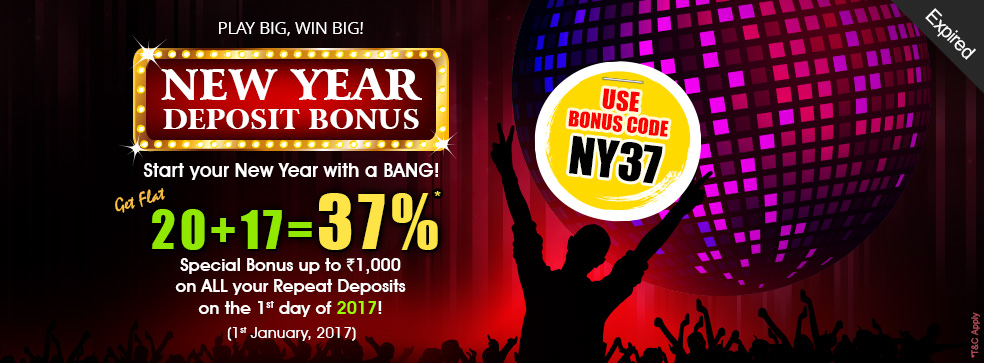 PLAY BIG, WIN BIG!
NEW YEAR
DEPOSIT BONUS
Start your New Year with a BANG!
Get Flat
20+17=37%*
Special Bonus up to ₹1,000
on ALL your Repeat Deposits
on the 1st day of 2017!
(1st January, 2017)
USE
BONUS CODE
NY37
Expired
*T&C Apply